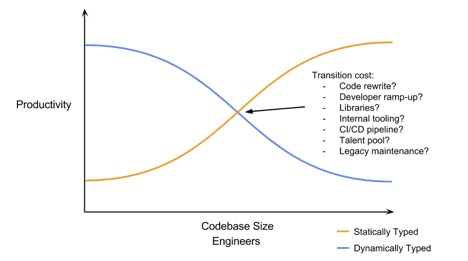 Transition cost:
- Code rewrite?
- Developer ramp-up?
- Libraries?
- Internal tooling?
- CI/CD pipeline?
- Talent pool?
- Legacy maintenance?
Productivity
Codebase Size
Engineers
Statically Typed
Dynamically Typed